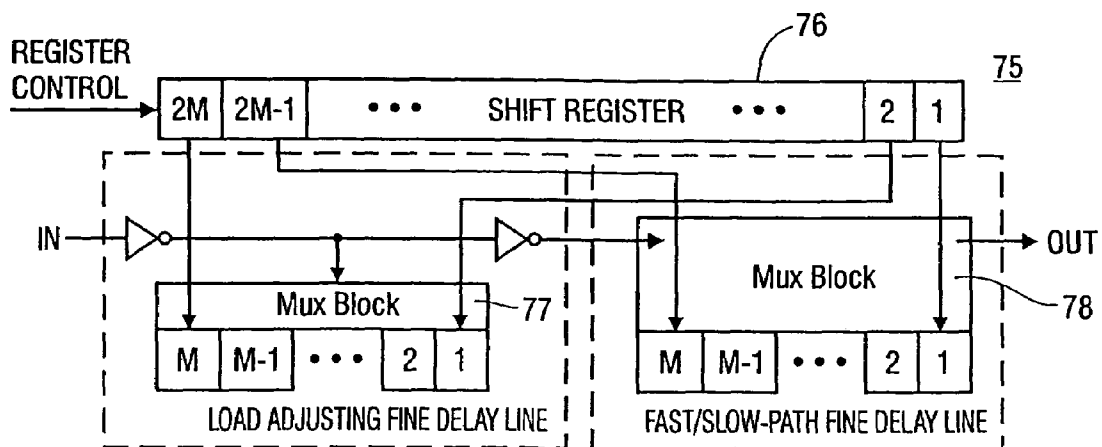 76
75
REGISTER
CONTROL
2M 2M-1 ••• SHIFT REGISTER ••• 2 1
IN
OUT
Mux Block
77
Mux Block
78
M M-1 ••• 2 1
M M-1 ••• 2 1
LOAD ADJUSTING FINE DELAY LINE
FAST/SLOW-PATH FINE DELAY LINE